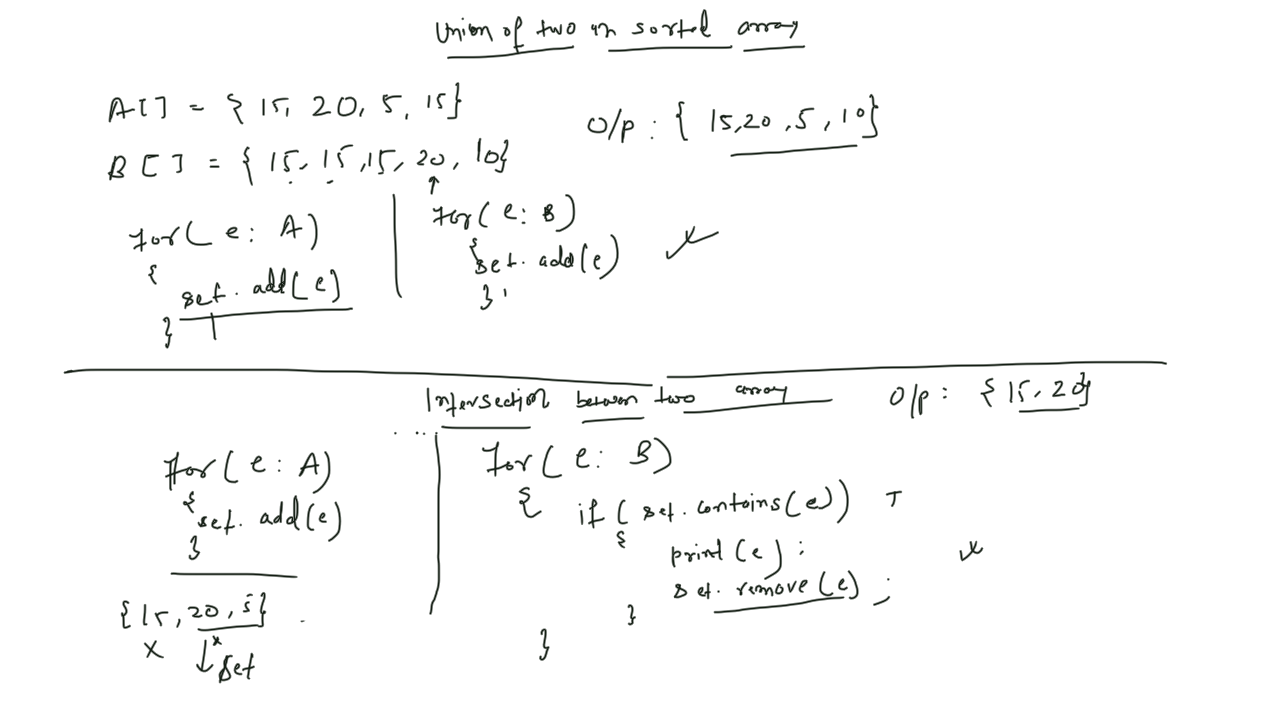 Union of two un sorted array
A[] = { 15, 20, 5, 15}
B[] = { 15, 15, 15, 20, 10}
O/p : { 15,20 ,5 , 10}
for( e: A)
{
set. add( e)
}
for( e: B)
{
set. add(e)
}
Intersection between two array
O/p : { 15, 20}
for( e: A)
{
set. add(e)
}
{15, 20, 5}
x x
set
for( e: B)
{
if ( set. contains(e)) T
{
print(e) ;
set. remove(e) ;
}
}